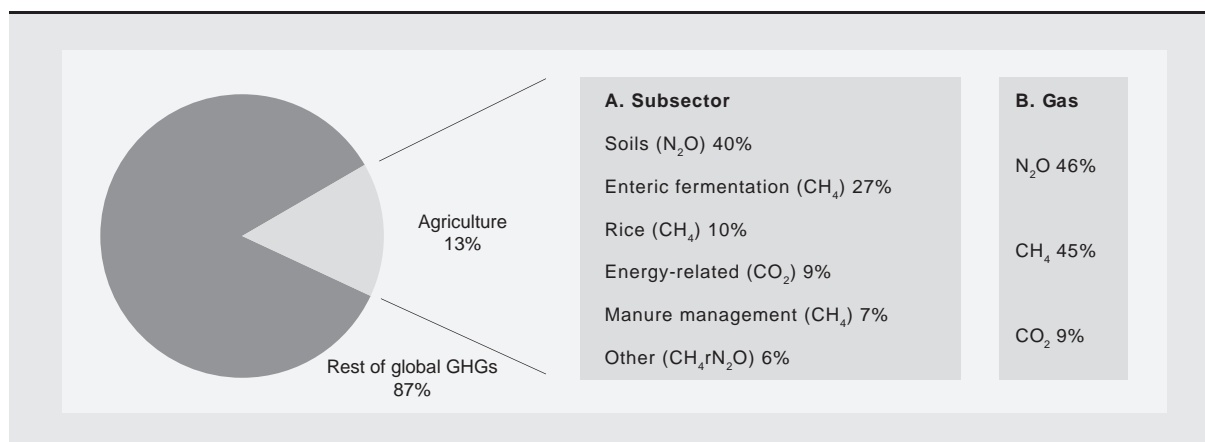 Agriculture
13%
Rest of global GHGs
87%
A. Subsector
Soils (N₂O) 40%
Enteric fermentation (CH₄) 27%
Rice (CH₄) 10%
Energy-related (CO₂) 9%
Manure management (CH₄) 7%
Other (CH₄rN₂O) 6%
B. Gas
N₂O 46%
CH₄ 45%
CO₂ 9%